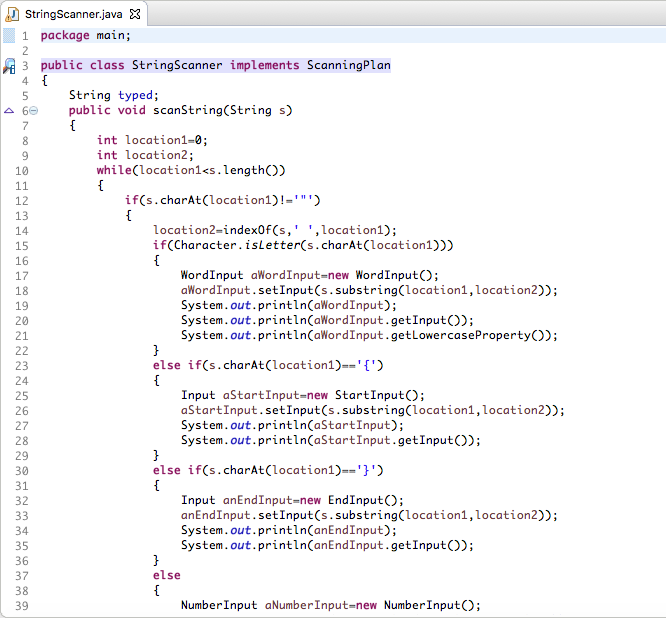 StringScanner.java
1 package main;
2
3 public class StringScanner implements ScanningPlan
4 {
5     String typed;
6     public void scanString(String s)
7     {
8         int location1=0;
9         int location2;
10         while(location1<s.length())
11         {
12             if(s.charAt(location1)!='"')
13             {
14                 location2=indexOf(s,' ',location1);
15                 if(Character.isLetter(s.charAt(location1)))
16                 {
17                     WordInput aWordInput=new WordInput();
18                     aWordInput.setInput(s.substring(location1,location2));
19                     System.out.println(aWordInput);
20                     System.out.println(aWordInput.getInput());
21                     System.out.println(aWordInput.getLowercaseProperty());
22                 }
23                 else if(s.charAt(location1)=='{')
24                 {
25                     Input aStartInput=new StartInput();
26                     aStartInput.setInput(s.substring(location1,location2));
27                     System.out.println(aStartInput);
28                     System.out.println(aStartInput.getInput());
29                 }
30                 else if(s.charAt(location1)=='}')
31                 {
32                     Input anEndInput=new EndInput();
33                     anEndInput.setInput(s.substring(location1,location2));
34                     System.out.println(anEndInput);
35                     System.out.println(anEndInput.getInput());
36                 }
37                 else
38                 {
39                     NumberInput aNumberInput=new NumberInput();